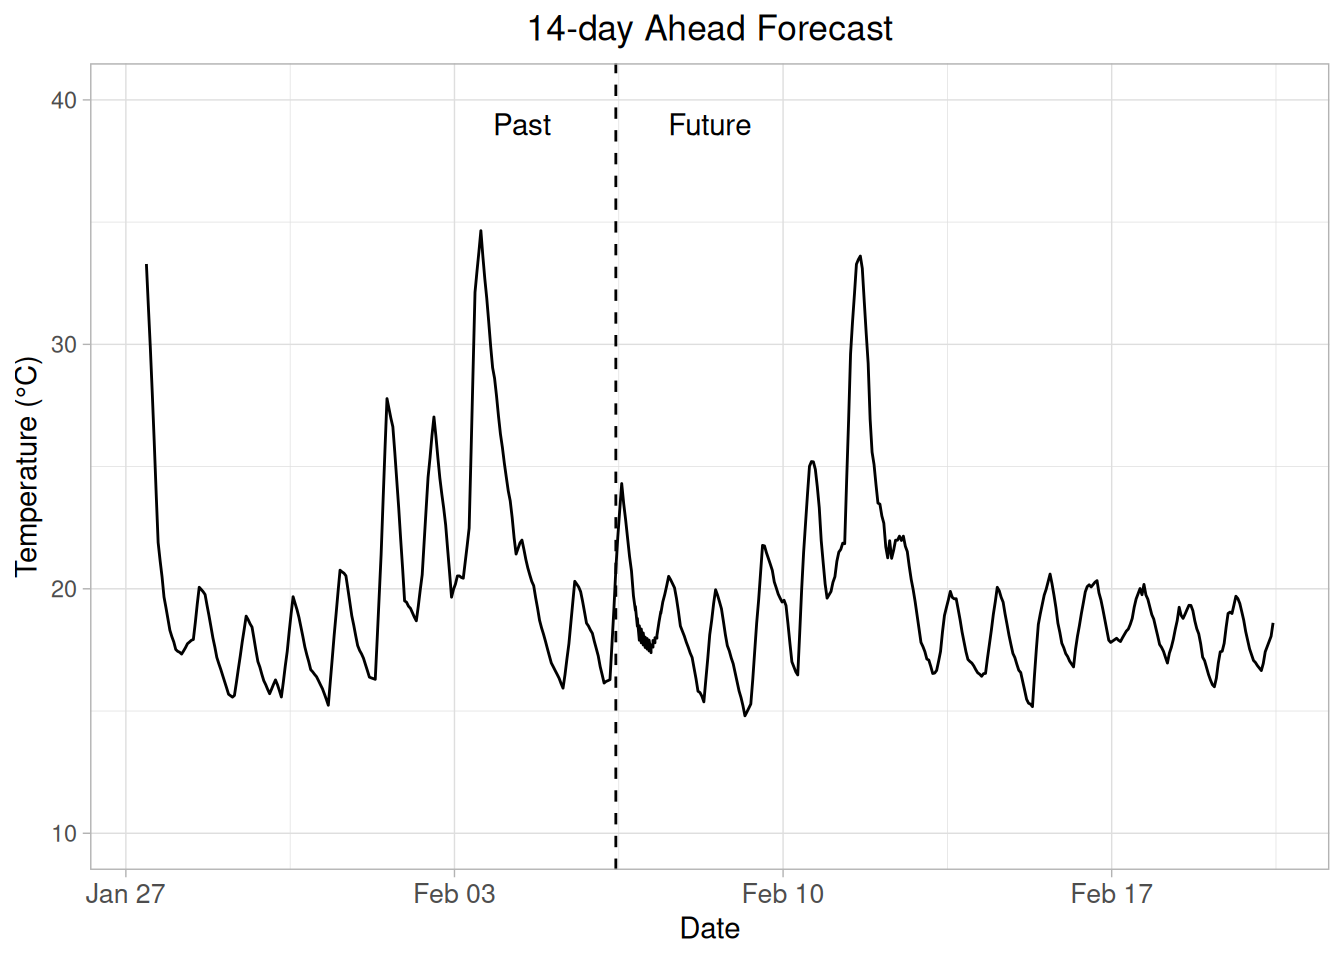 14-day Ahead Forecast
Past
Future
40
30
20
10
Temperature (°C)
Jan 27
Feb 03
Feb 10
Feb 17
Date